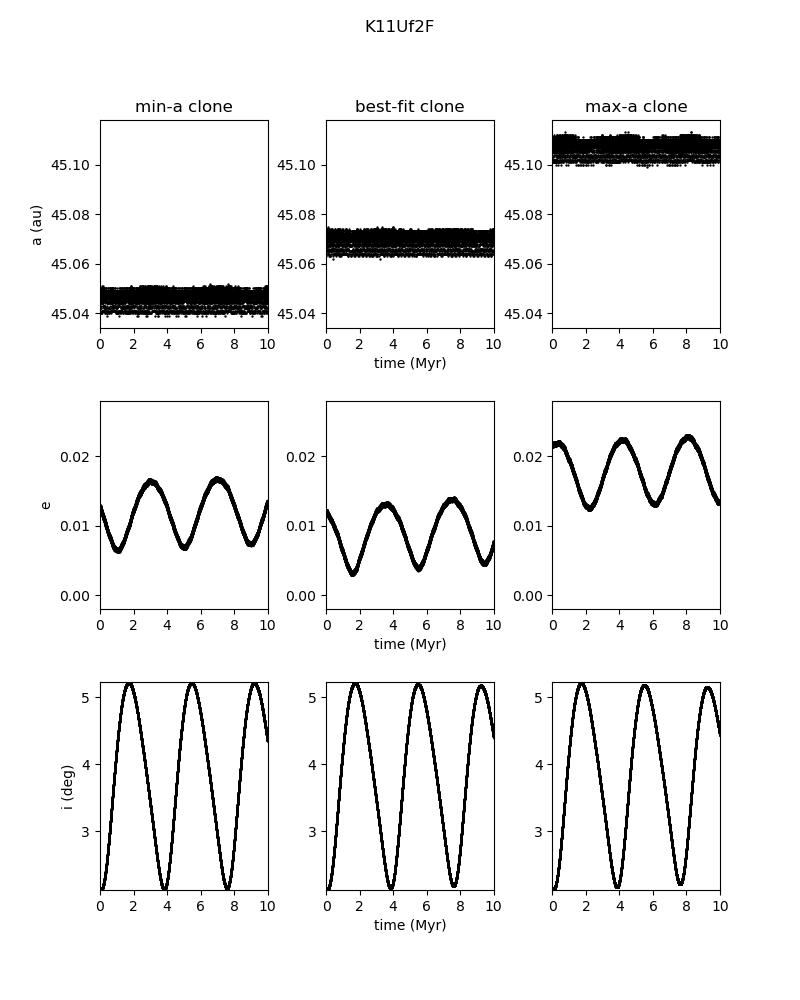 K11Uf2F
min-a clone best-fit clone max-a clone
a (au)
45.10 45.10 45.10
45.08 45.08 45.08
45.06 45.06 45.06
45.04 45.04 45.04
0 2 4 6 8 10 0 2 4 6 8 10 0 2 4 6 8 10
time (Myr)
e
0.02 0.02 0.02
0.01 0.01 0.01
0.00 0.00 0.00
0 2 4 6 8 10 0 2 4 6 8 10 0 2 4 6 8 10
time (Myr)
i (deg)
5 5 5
4 4 4
3 3 3
0 2 4 6 8 10 0 2 4 6 8 10 0 2 4 6 8 10
time (Myr)